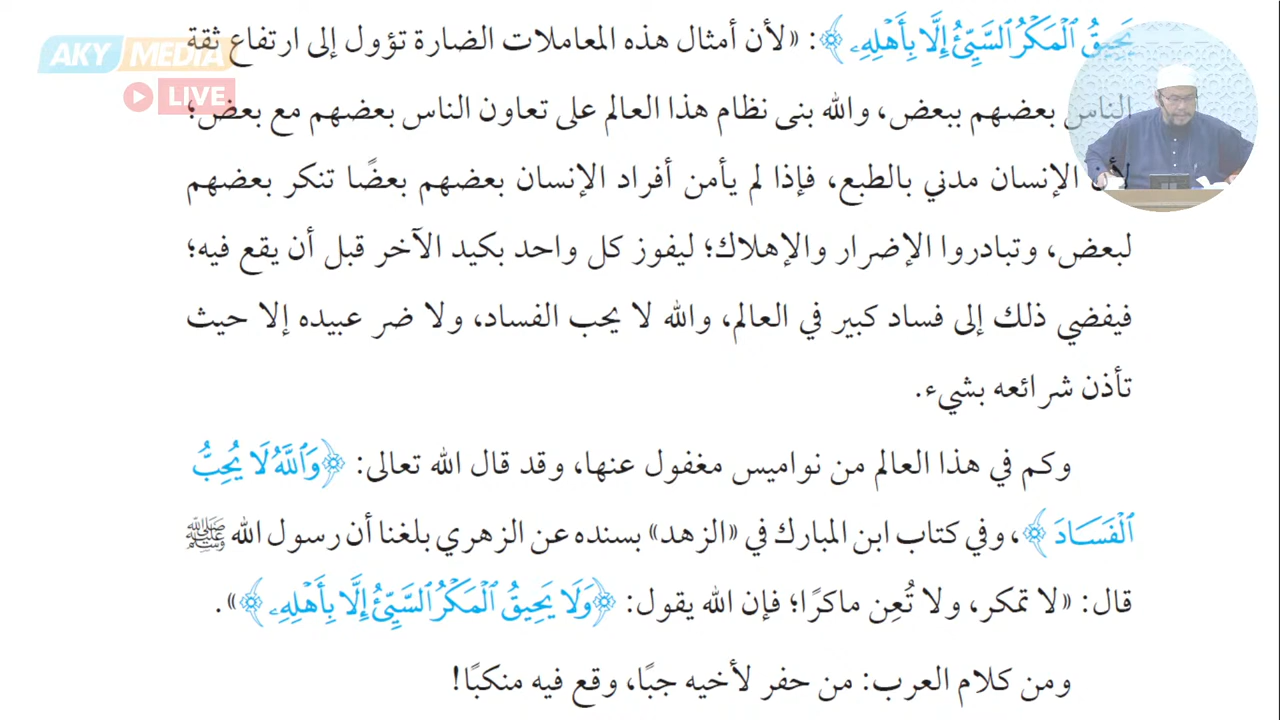 AKY MEDIA
LIVE
يَحِيقُ ٱلْمَكْرُ ٱلسَّيِّئُ إِلَّا بِأَهْلِهِۦ﴾: «لأن أمثال هذه المعاملات الضارة تؤول إلى ارتفاع ثقة
الناس بعضهم ببعض، والله بنى نظام هذا العالم على تعاون الناس بعضهم مع بعض؛
لأن الإنسان مدني بالطبع، فإذا لم يأمن أفراد الإنسان بعضهم بعضًا تنكر بعضهم
لبعض، وتبادروا الإضرار والإهلاك؛ ليفوز كل واحد بكيد الآخر قبل أن يقع فيه؛
فيفضي ذلك إلى فساد كبير في العالم، والله لا يحب الفساد، ولا ضر عبيده إلا حيث
تأذن شرائعه بشيء.
وكم في هذا العالم من نواميس مغفول عنها، وقد قال الله تعالى: ﴿وَٱللَّهُ لَا يُحِبُّ
ٱلْفَسَادَ﴾، وفي كتاب ابن المبارك في «الزهد» بسنده عن الزهري بلغنا أن رسول الله ﷺ
قال: «لا تمكر، ولا تُعِن ماكرًا؛ فإن الله يقول: ﴿وَلَا يَحِيقُ ٱلْمَكْرُ ٱلسَّيِّئُ إِلَّا بِأَهْلِهِۦ﴾».
ومن كلام العرب: من حفر لأخيه جبًا، وقع فيه منكبًا!